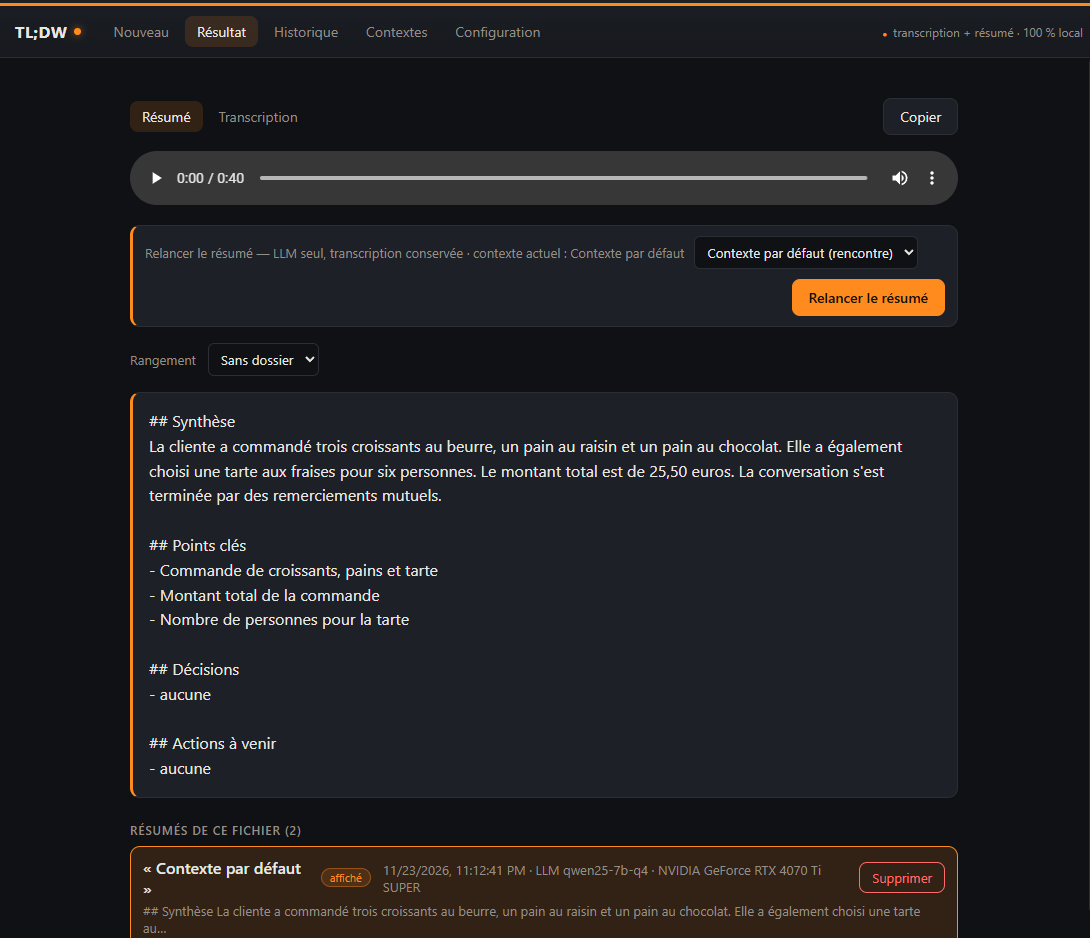 TL;DW
Nouveau
Résultat
Historique
Contextes
Configuration
transcription + résumé · 100 % local
Résumé
Transcription
Copier
0:00 / 0:40
Relancer le résumé — LLM seul, transcription conservée · contexte actuel : Contexte par défaut
Contexte par défaut (rencontre)
Relancer le résumé
Rangement
Sans dossier
## Synthèse
La cliente a commandé trois croissants au beurre, un pain au raisin et un pain au chocolat. Elle a également
choisi une tarte aux fraises pour six personnes. Le montant total est de 25,50 euros. La conversation s'est
terminée par des remerciements mutuels.
## Points clés
- Commande de croissants, pains et tarte
- Montant total de la commande
- Nombre de personnes pour la tarte
## Décisions
- aucune
## Actions à venir
- aucune
RÉSUMÉS DE CE FICHIER (2)
« Contexte par défaut
»
affiché
11/23/2026, 11:12:41 PM · LLM qwen25-7b-q4 · NVIDIA GeForce RTX 4070 Ti
SUPER
Supprimer
## Synthèse La cliente a commandé trois croissants au beurre, un pain au raisin et un pain au chocolat. Elle a également choisi une tarte
au...